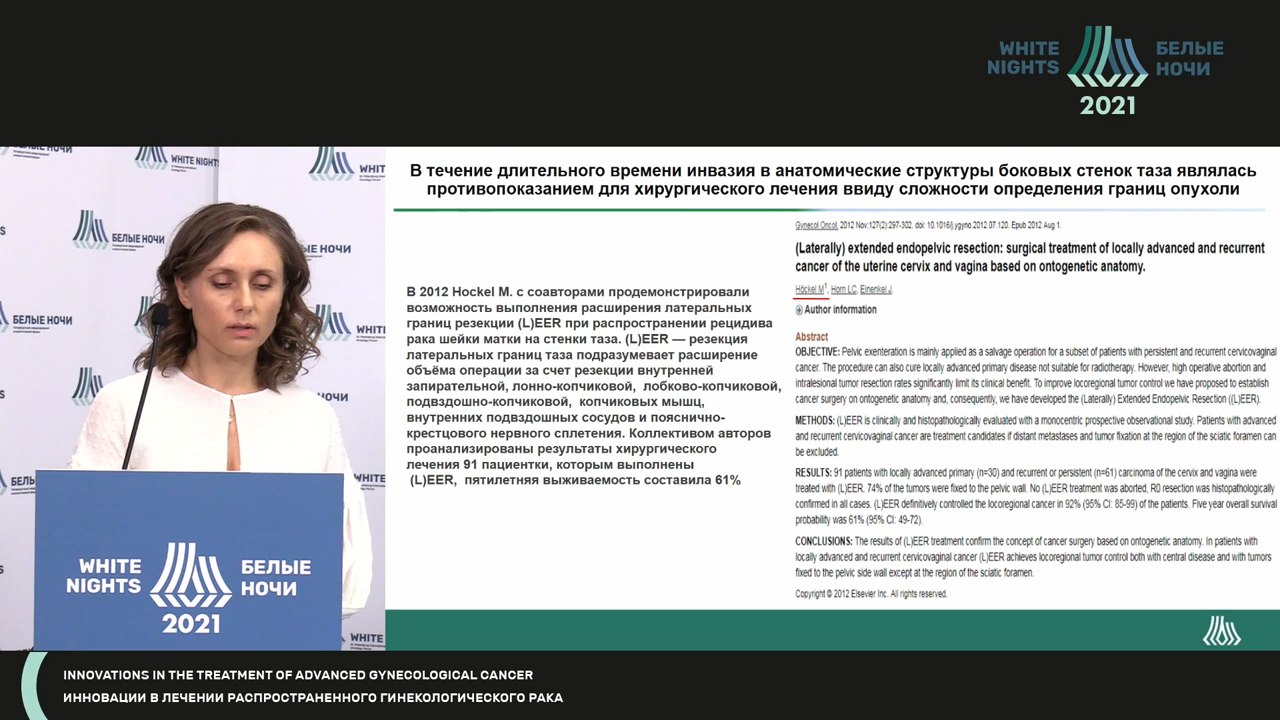 WHITE
NIGHTS
БЕЛЫЕ
НОЧИ
2021
В течение длительного времени инвазия в анатомические структуры боковых стенок таза являлась
противопоказанием для хирургического лечения ввиду сложности определения границ опухоли
Gynecol Oncol. 2012 Nov;127(2):297-302. doi: 10.1016/j.ygyno.2012.07.120. Epub 2012 Aug 1.
(Laterally) extended endopelvic resection: surgical treatment of locally advanced and recurrent
cancer of the uterine cervix and vagina based on ontogenetic anatomy.
Höckel M1, Horn LC, Einenkel J.
Author information
Abstract
OBJECTIVE: Pelvic exenteration is mainly applied as a salvage operation for a subset of patients with persistent and recurrent cervicovaginal
cancer. The procedure can also cure locally advanced primary disease not suitable for radiotherapy. However, high operative abortion and
intralesional tumor resection rates significantly limit its clinical benefit. To improve locoregional tumor control we have proposed to establish
cancer surgery on ontogenetic anatomy and, consequently, we have developed the (Laterally) Extended Endopelvic Resection ((L)EER).
METHODS: (L)EER is clinically and histopathologically evaluated with a monocentric prospective observational study. Patients with advanced
and recurrent cervicovaginal cancer are treatment candidates if distant metastases and tumor fixation at the region of the sciatic foramen can
be excluded.
RESULTS: 91 patients with locally advanced primary (n=30) and recurrent or persistent (n=61) carcinoma of the cervix and vagina were
treated with (L)EER. 74% of the tumors were fixed to the pelvic wall. No (L)EER treatment was aborted, R0 resection was histopathologically
confirmed in all cases. (L)EER definitively controlled the locoregional cancer in 92% (95% CI: 85-99) of the patients. Five year overall survival
probability was 61% (95% CI: 49-72).
CONCLUSIONS: The results of (L)EER treatment confirm the concept of cancer surgery based on ontogenetic anatomy. In patients with
locally advanced and recurrent cervicovaginal cancer (L)EER achieves locoregional tumor control both with central disease and with tumors
fixed to the pelvic side wall except at the region of the sciatic foramen.
Copyright © 2012 Elsevier Inc. All rights reserved.
В 2012 Hockel M. с соавторами продемонстрировали
возможность выполнения расширения латеральных
границ резекции (L)EER при распространении рецидива
рака шейки матки на стенки таза. (L)EER — резекция
латеральных границ таза подразумевает расширение
объёма операции за счет резекции внутренней
запирательной, лонно-копчиковой, лобково-копчиковой,
подвздошно-копчиковой, копчиковых мышц,
внутренних подвздошных сосудов и пояснично-
крестцового нервного сплетения. Коллективом авторов
проанализированы результаты хирургического
лечения 91 пациентки, которым выполнены
(L)EER, пятилетняя выживаемость составила 61%
БЕЛЫЕ НОЧИ
WHITE NIGHTS
WHITE
БЕЛЫЕ НОЧИ
WHITE
NIGHTS
БЕЛЫЕ
НОЧИ
2021
INNOVATIONS IN THE TREATMENT OF ADVANCED GYNECOLOGICAL CANCER
ИННОВАЦИИ В ЛЕЧЕНИИ РАСПРОСТРАНЕННОГО ГИНЕКОЛОГИЧЕСКОГО РАКА